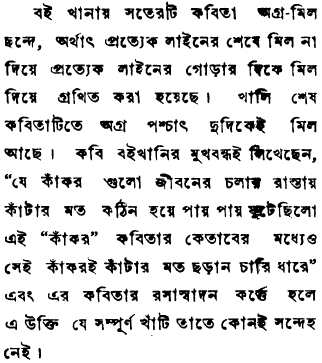 বই থানায় সতেরটি কবিতা অগ্র-মিল
ছন্দে, অর্থাৎ প্রত্যেক লাইনের শেষে মিল না
দিয়ে প্রত্যেক লাইনের গোড়ার দিকে মিল
দিয়ে গ্রথিত করা হয়েছে। খালি শেষ
কবিতাটিতে অগ্র পশ্চাৎ দুদিকেই মিল
আছে। কবি বইখানির মুখবন্ধই লিখেছেন,
“যে কাঁকর গুলো জীবনের চলার রাস্তায়
কাঁটার মত কঠিন হয়ে পায় পায় ফুটেছিলো
এই “কাঁকর” কবিতার কেতাবের মধ্যেও
সেই কাঁকরই কাঁটার মত ছড়ান চারি ধারে”
এবং এর কবিতার রসাস্বাদন কর্ত্তে হলে
এ উক্তি যে সম্পূর্ণ খাঁটি তাতে কোনই সন্দেহ
নেই।